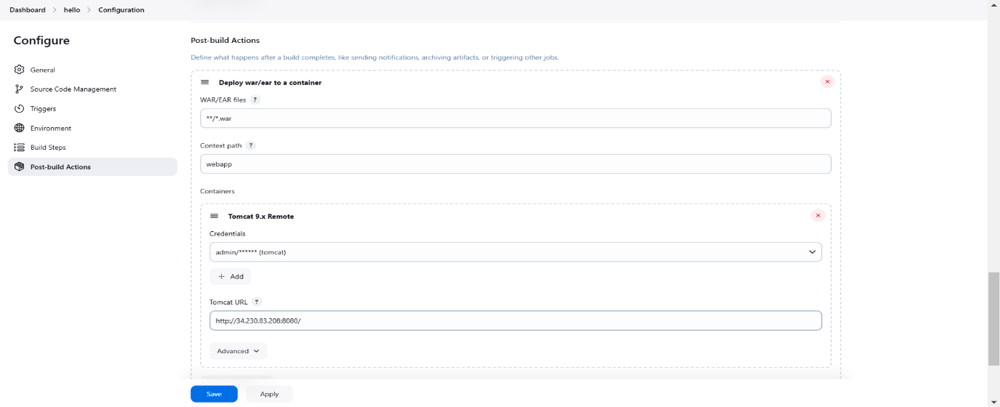 Dashboard > hello > Configuration
Configure
General
Source Code Management
Triggers
Environment
Build Steps
Post-build Actions
Post-build Actions
Define what happens after a build completes, like sending notifications, archiving artifacts, or triggering other jobs.
Deploy war/ear to a container
WAR/EAR files ?
**/*.war
Context path ?
webapp
Containers
Tomcat 9.x Remote
Credentials
admin/****** (tomcat)
+ Add
Tomcat URL ?
http://34.230.83.208:8080/
Advanced
Save Apply